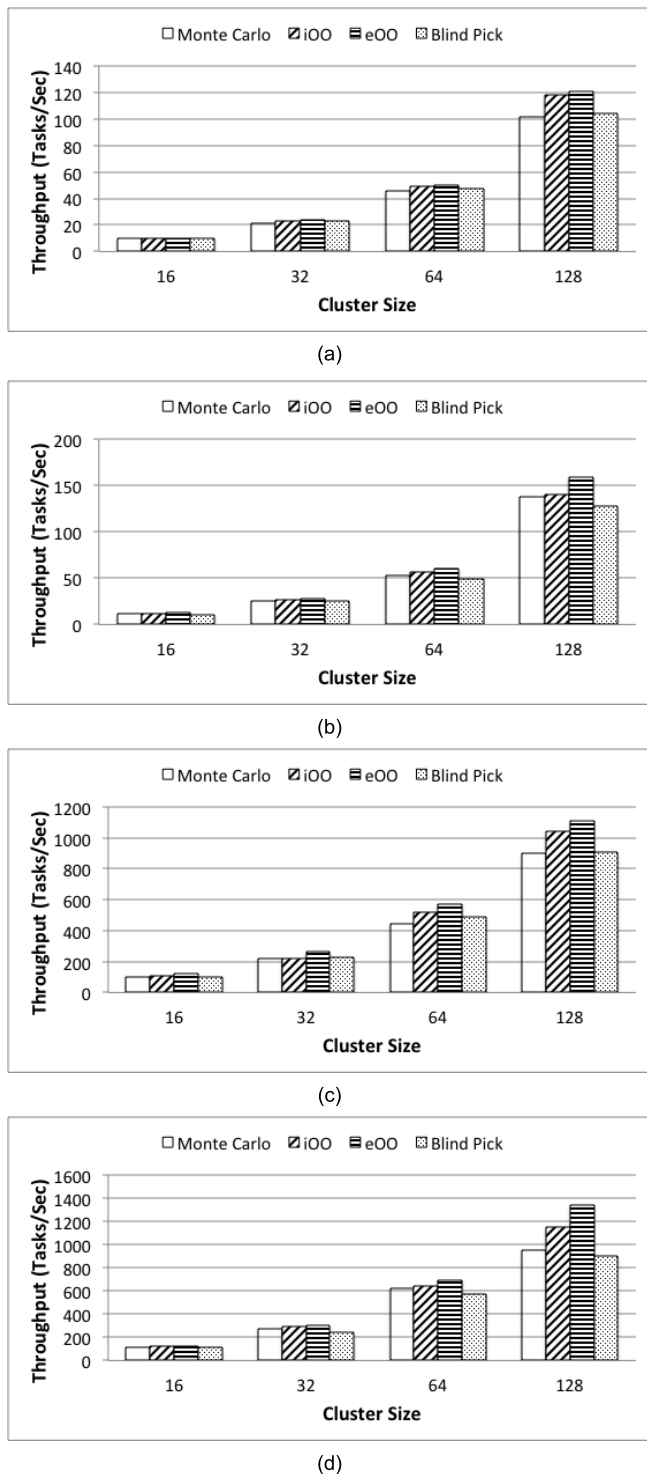 Monte Carlo iOO eOO Blind Pick
140
120
100
80
60
40
20
0
Throughput (Tasks/Sec)
16 32 64 128
Cluster Size
(a)
Monte Carlo iOO eOO Blind Pick
200
150
100
50
0
Throughput (Tasks/Sec)
16 32 64 128
Cluster Size
(b)
Monte Carlo iOO eOO Blind Pick
1200
1000
800
600
400
200
0
Throughput (Tasks/Sec)
16 32 64 128
Cluster Size
(c)
Monte Carlo iOO eOO Blind Pick
1600
1400
1200
1000
800
600
400
200
0
Throughput (Tasks/Sec)
16 32 64 128
Cluster Size
(d)